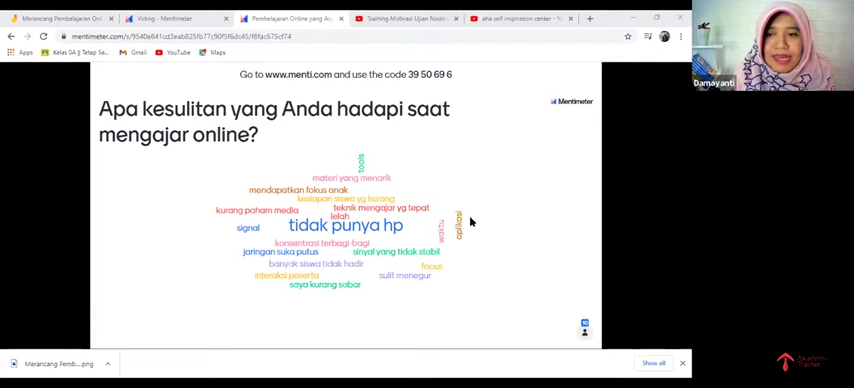 Merancang Pembelajaran Onl
Voting - Mentimeter
Pembelajaran Online yang Asy
Training Motivasi Ujian Nasio
aha self inspiration center - Yo
mentimeter.com/s/9540e841cd3eab825fb77c90f5f6dc45/f8fac675cf74
Apps
Kelas 0A || Tetap Se...
Gmail
YouTube
Maps
Damayanti
Go to www.menti.com and use the code 39 50 69 6
Mentimeter
Apa kesulitan yang Anda hadapi saat
mengajar online?
tools
materi yang menarik
mendapatkan fokus anak
kesiapan siswa yg kurang
kurang paham media
teknik mengajar yg tepat
lelah
signal
tidak punya hp
waktu
aplikasi
konsentrasi terbagi-bagi
jaringan suka putus
sinyal yang tidak stabil
banyak siswa tidak hadir
focus
interaksi peserta
sulit menegur
saya kurang sabar
10
Merancang Pemb....png
Show all
Akademi
Trainer